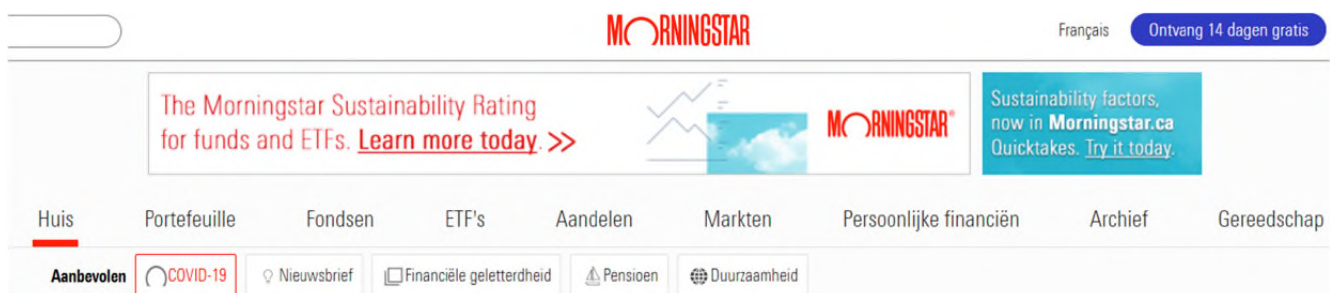 MORNINGSTAR
Français
Ontvang 14 dagen gratis
The Morningstar Sustainability Rating
for funds and ETFs. Learn more today. >>
MORNINGSTAR®
Sustainability factors,
now in Morningstar.ca
Quicktakes. Try it today.
Huis Portefeuille Fondsen ETF's Aandelen Markten Persoonlijke financiën Archief Gereedschap
Aanbevolen COVID-19 Nieuwsbrief Financiële geletterdheid Pensioen Duurzaamheid